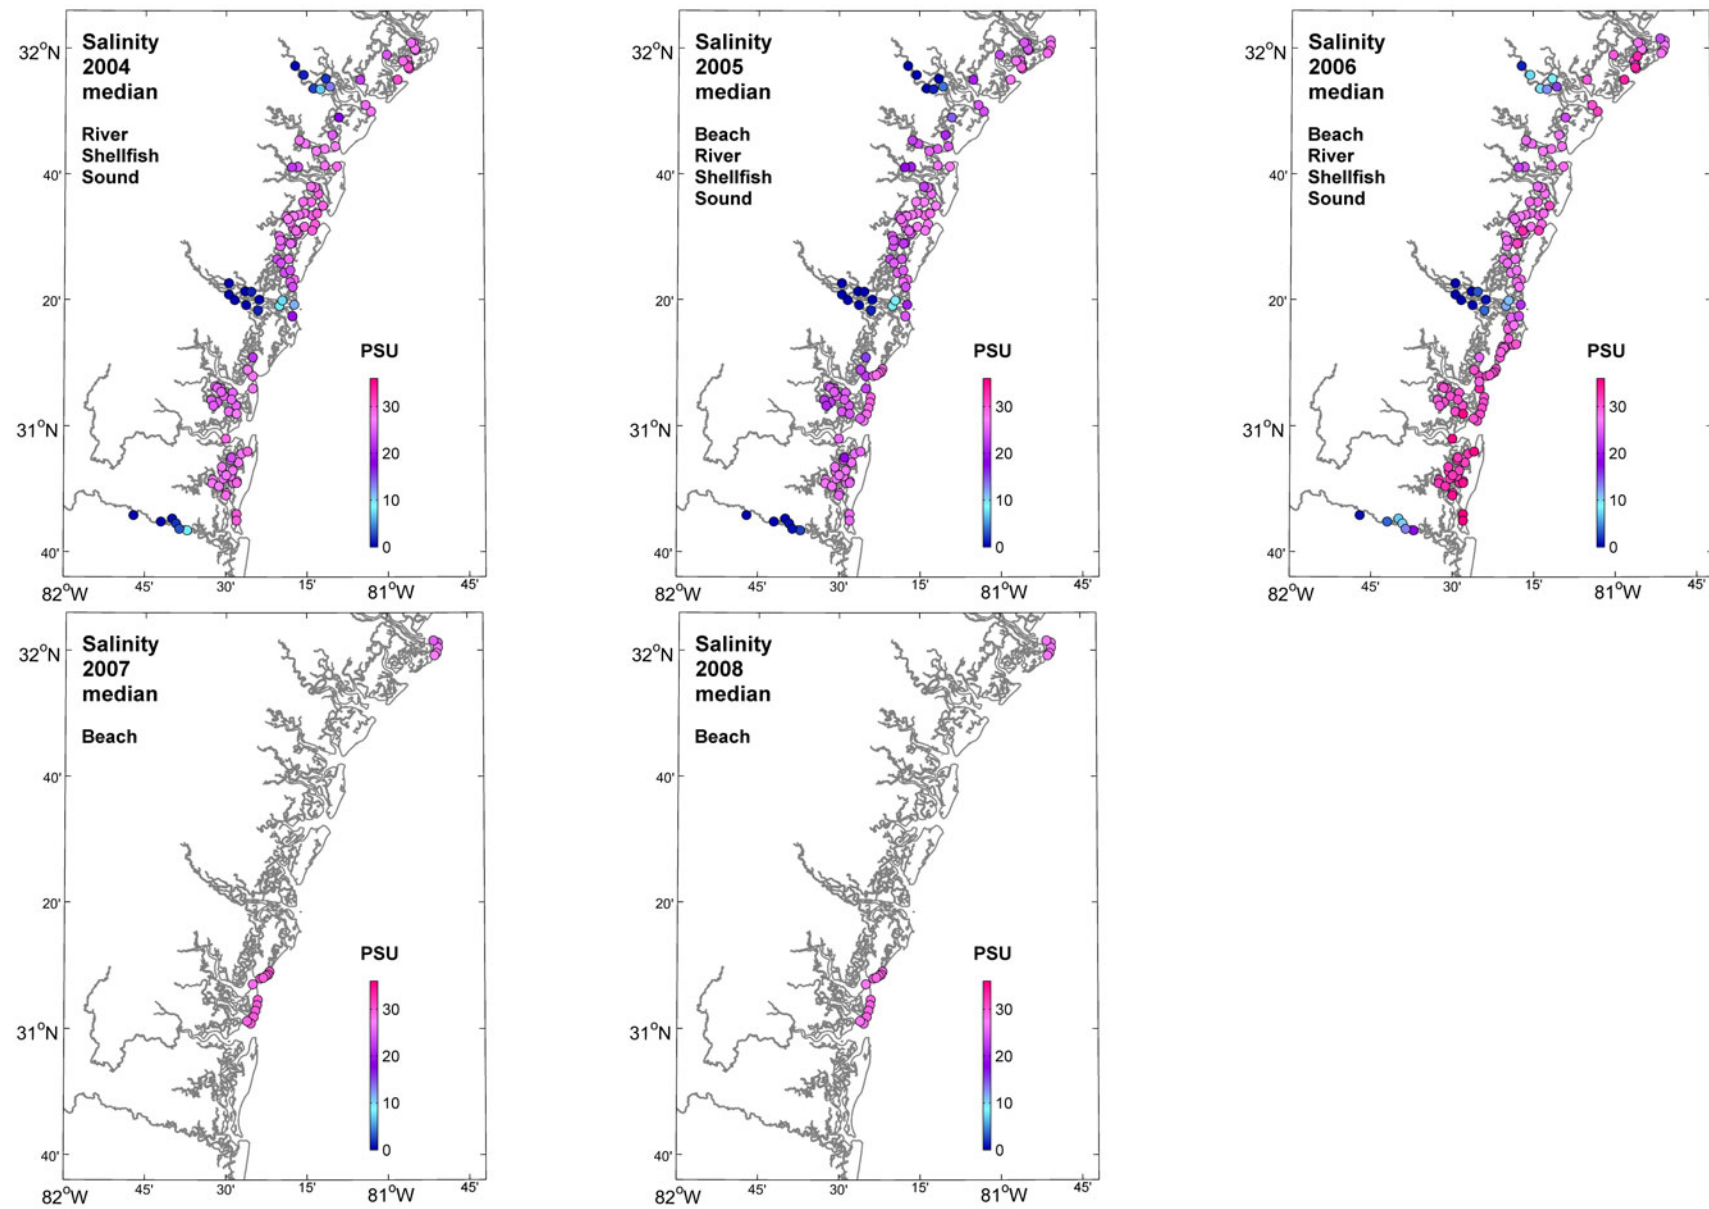 Salinity
2004
median
River
Shellfish
Sound
32°N
40'
20'
31°N
40'
PSU
30
20
10
0
82°W
45'
30'
15'
81°W
45'
Salinity
2005
median
Beach
River
Shellfish
Sound
32°N
40'
20'
31°N
40'
PSU
30
20
10
0
82°W
45'
30'
15'
81°W
45'
Salinity
2006
median
Beach
River
Shellfish
Sound
32°N
40'
20'
31°N
40'
PSU
30
20
10
0
82°W
45'
30'
15'
81°W
45'
Salinity
2007
median
Beach
32°N
40'
20'
31°N
40'
PSU
30
20
10
0
82°W
45'
30'
15'
81°W
45'
Salinity
2008
median
Beach
32°N
40'
20'
31°N
40'
PSU
30
20
10
0
82°W
45'
30'
15'
81°W
45'